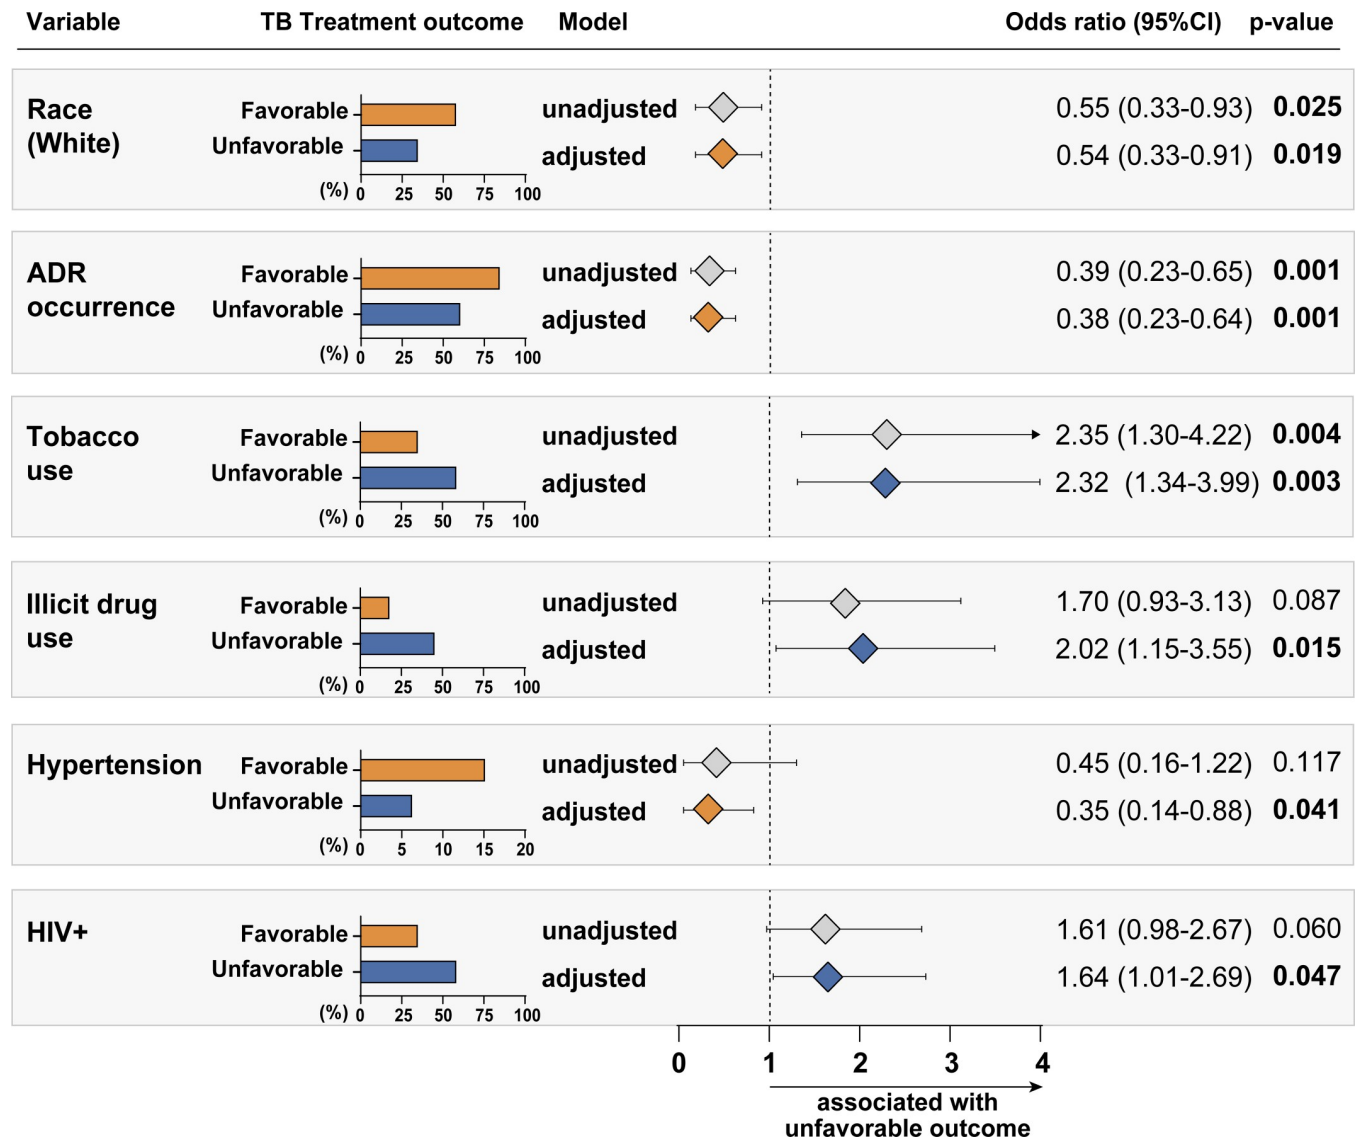 Variable TB Treatment outcome Model Odds ratio (95%CI) p-value
Race
(White)
Favorable
Unfavorable
(%) 0 25 50 75 100
unadjusted 0.55 (0.33-0.93) 0.025
adjusted 0.54 (0.33-0.91) 0.019
ADR
occurrence
Favorable
Unfavorable
(%) 0 25 50 75 100
unadjusted 0.39 (0.23-0.65) 0.001
adjusted 0.38 (0.23-0.64) 0.001
Tobacco
use
Favorable
Unfavorable
(%) 0 25 50 75 100
unadjusted 2.35 (1.30-4.22) 0.004
adjusted 2.32 (1.34-3.99) 0.003
Illicit drug
use
Favorable
Unfavorable
(%) 0 25 50 75 100
unadjusted 1.70 (0.93-3.13) 0.087
adjusted 2.02 (1.15-3.55) 0.015
Hypertension
Favorable
Unfavorable
(%) 0 5 10 15 20
unadjusted 0.45 (0.16-1.22) 0.117
adjusted 0.35 (0.14-0.88) 0.041
HIV+
Favorable
Unfavorable
(%) 0 25 50 75 100
unadjusted 1.61 (0.98-2.67) 0.060
adjusted 1.64 (1.01-2.69) 0.047
0 1 2 3 4
associated with
unfavorable outcome